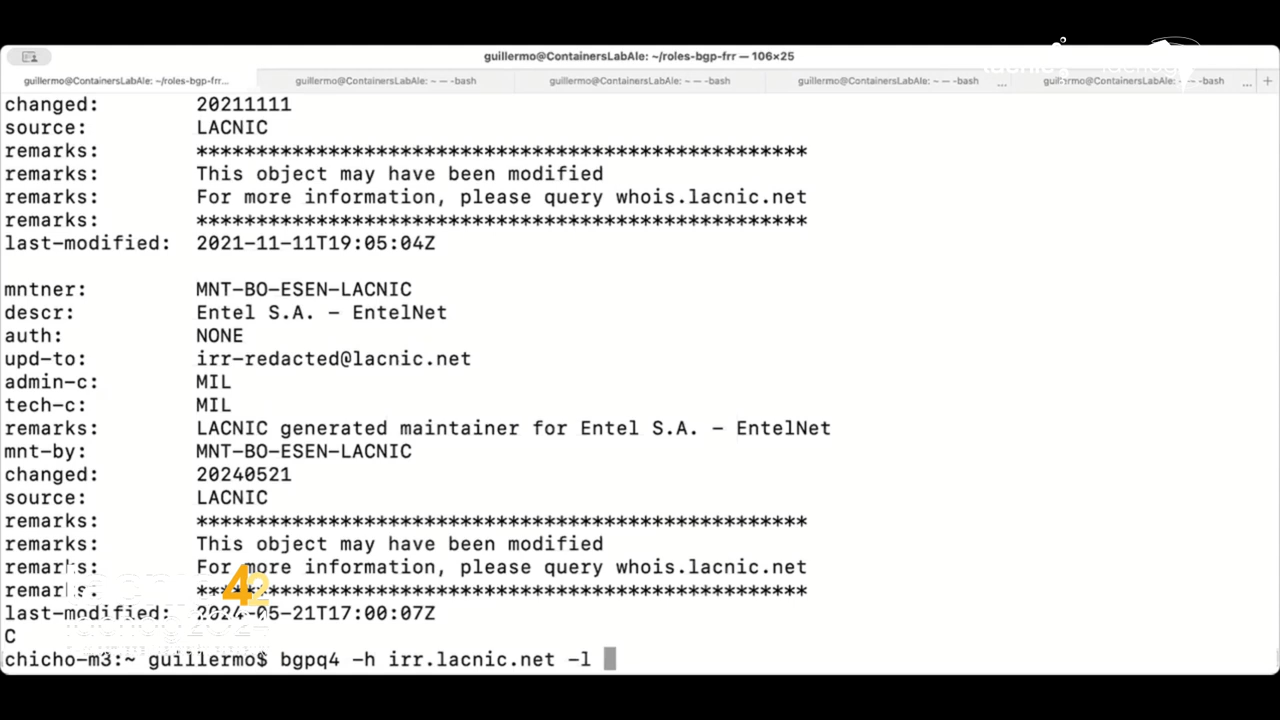 guillermo@ContainersLabAle: ~/roles-bgp-frr — 106×25
guillermo@ContainersLabAle: ~/roles-bgp-frr... guillermo@ContainersLabAle: ~ — -bash guillermo@ContainersLabAle: ~ — -bash guillermo@ContainersLabAle: ~ — -bash ... guillermo@ContainersLabAle: ~ — -bash ... +
changed: 20211111
source: LACNIC
remarks: ***************************************************
remarks: This object may have been modified
remarks: For more information, please query whois.lacnic.net
remarks: ***************************************************
last-modified: 2021-11-11T19:05:04Z
mntner: MNT-BO-ESEN-LACNIC
descr: Entel S.A. - EntelNet
auth: NONE
upd-to: irr-redacted@lacnic.net
admin-c: MIL
tech-c: MIL
remarks: LACNIC generated maintainer for Entel S.A. - EntelNet
mnt-by: MNT-BO-ESEN-LACNIC
changed: 20240521
source: LACNIC
remarks: ***************************************************
remarks: This object may have been modified
remarks: For more information, please query whois.lacnic.net
remarks: ***************************************************
last-modified: 2024-05-21T17:00:07Z
C
chicho-m3:~ guillermo$ bgpq4 -h irr.lacnic.net -l
42